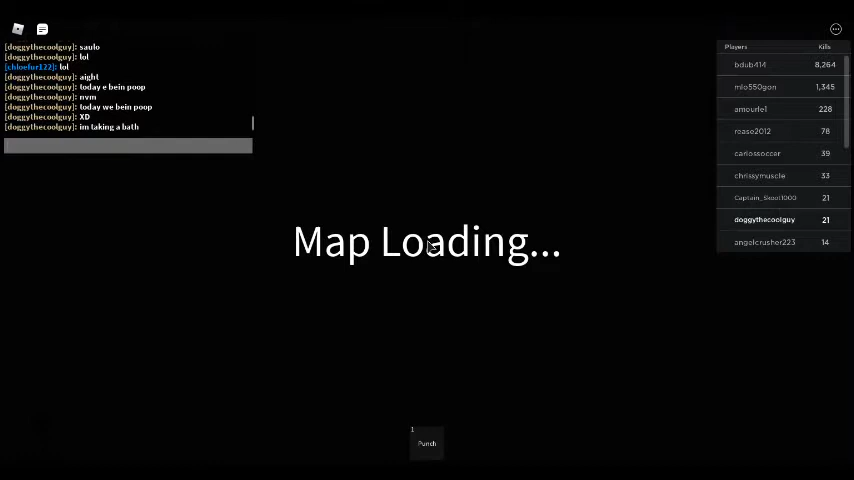 [doggythecoolguy]: saulo
[doggythecoolguy]: lol
[chloefur122]: lol
[doggythecoolguy]: aight
[doggythecoolguy]: today e bein poop
[doggythecoolguy]: nvm
[doggythecoolguy]: today we bein poop
[doggythecoolguy]: XD
[doggythecoolguy]: im taking a bath
Players Kills
bdub414 8,264
mlo550gon 1,345
amourle1 228
rease2012 78
carlossoccer 39
chrissymuscle 33
Captain_Skool1000 21
doggythecoolguy 21
angelcrusher223 14
Map Loading...
1
Punch